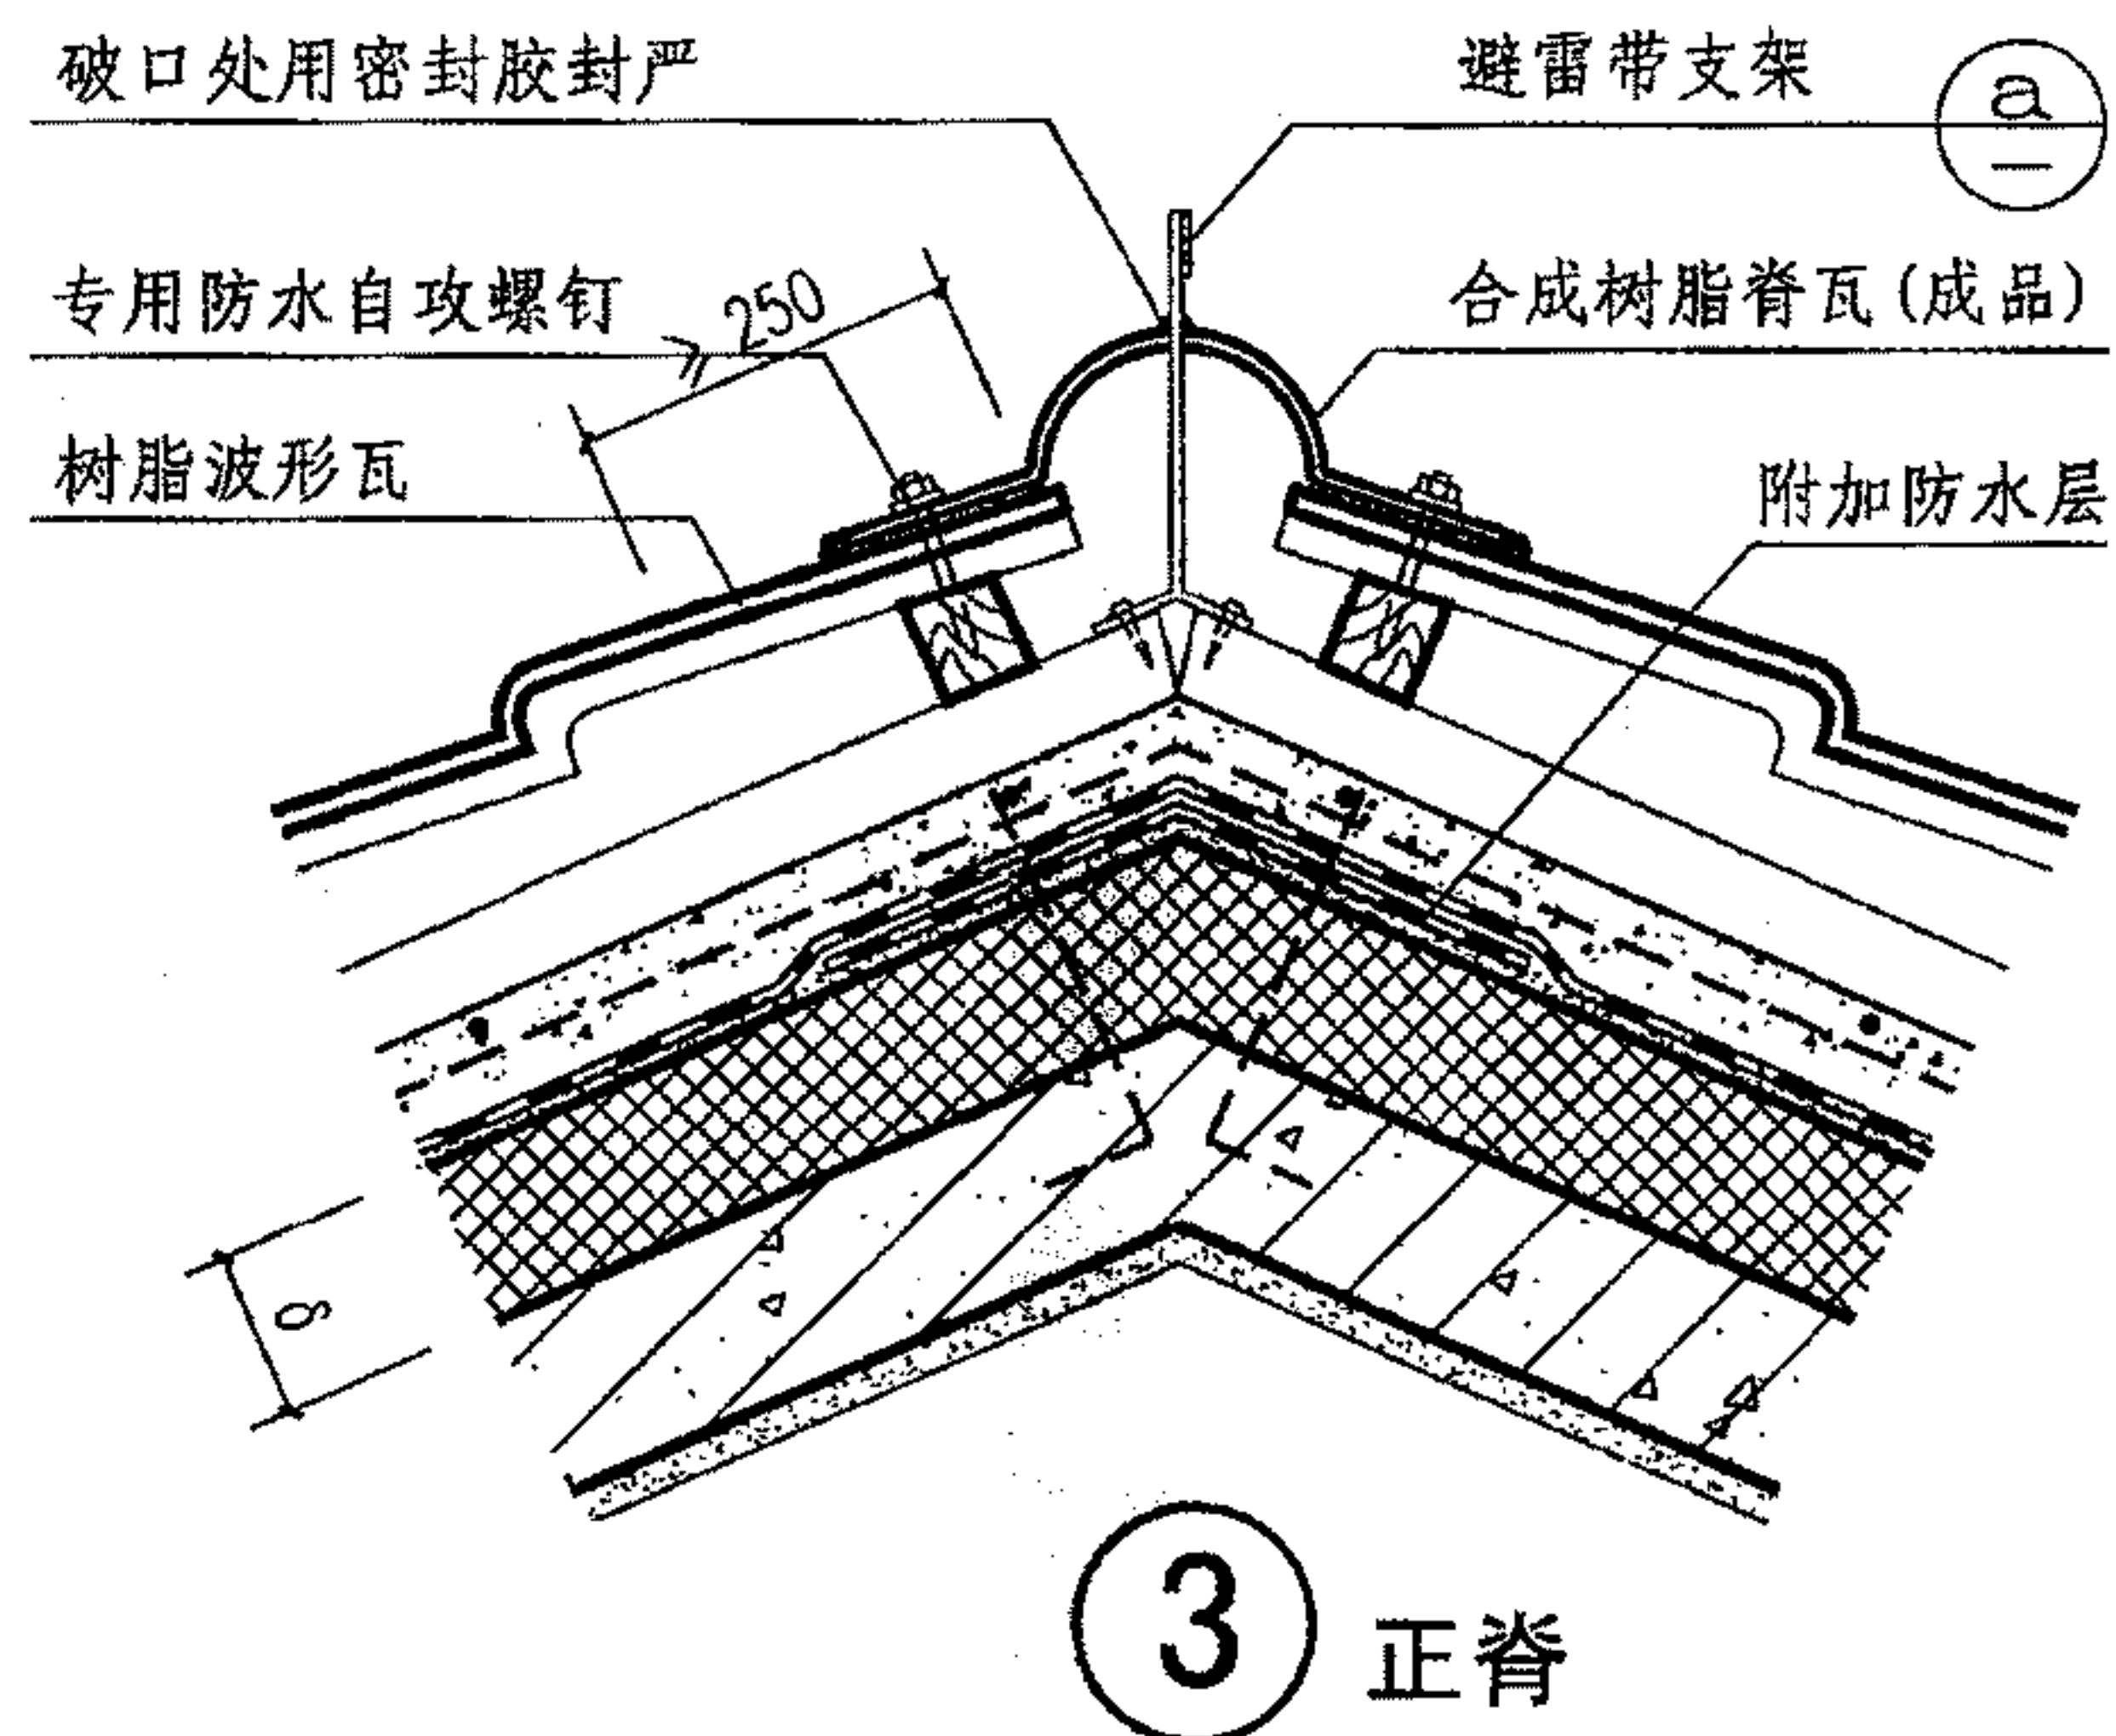 破口处用密封胶封严
避雷带支架
a
—
专用防水自攻螺钉
≥250
合成树脂脊瓦(成品)
树脂波形瓦
附加防水层
δ
3
正脊